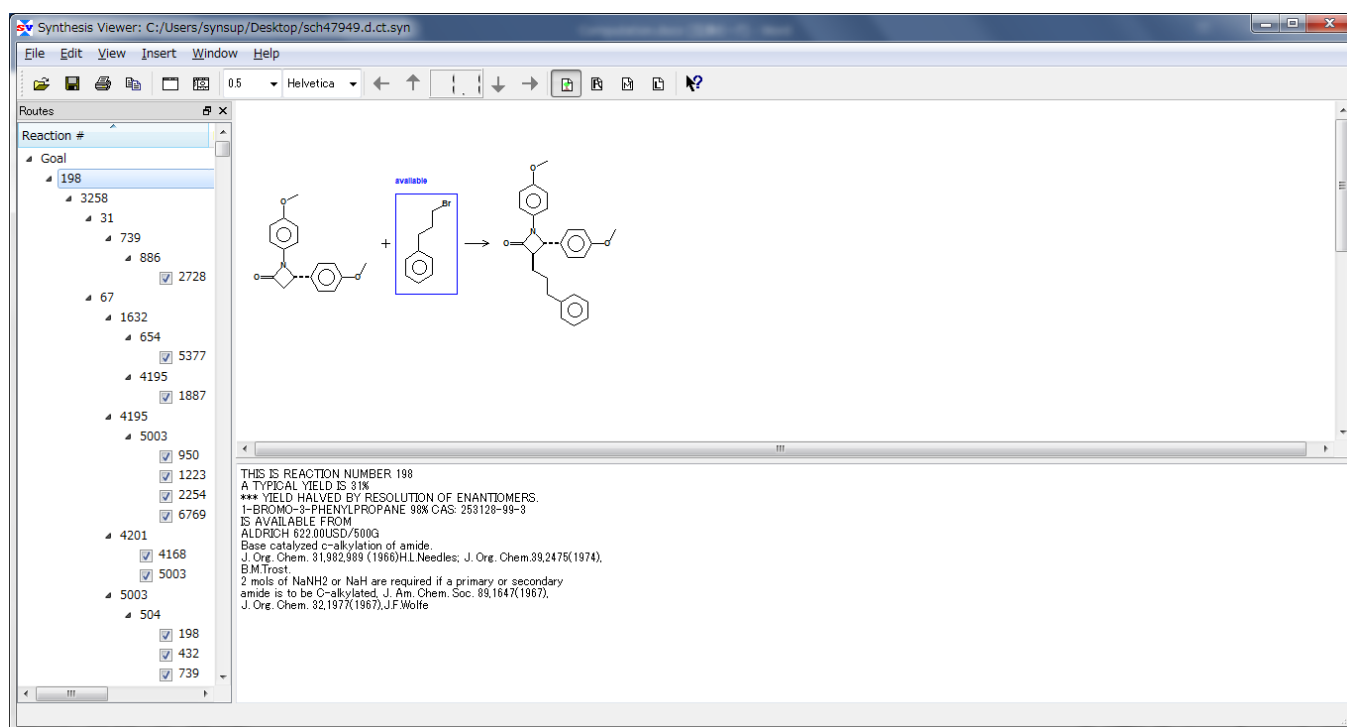 Synthesis Viewer: C:/Users/synsup/Desktop/sch47949.d.ct.syn
File Edit View Insert Window Help
0.5 Helvetica
Routes
Reaction #
Goal
198
3258
31
739
886
2728
67
1632
654
5377
4195
1887
4195
5003
950
1223
2254
6769
4201
4168
5003
5003
504
198
432
739
available
O
N
O
O
+
Br
O
N
O
O
THIS IS REACTION NUMBER 198
A TYPICAL YIELD IS 31%
*** YIELD HALVED BY RESOLUTION OF ENANTIOMERS.
1-BROMO-3-PHENYLPROPANE 98% CAS: 253128-99-3
IS AVAILABLE FROM
ALDRICH 622.00USD/500G
Base catalyzed c-alkylation of amide.
J. Org. Chem. 31,982,989 (1966)H.L.Needles; J. Org. Chem.39,2475(1974),
B.M.Trost.
2 mols of NaNH2 or NaH are required if a primary or secondary
amide is to be C-alkylated, J. Am. Chem. Soc. 89,1647(1967),
J. Org. Chem. 32,1977(1967),J.F.Wolfe